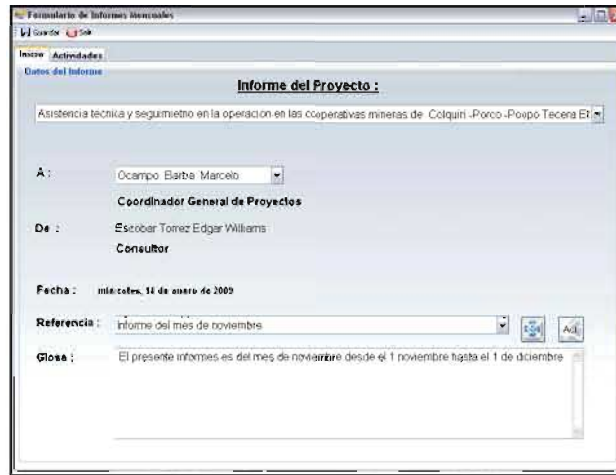 Formulario de Informes Mensuales
Guardar Salir
Inicio Actividades
Datos del Informe
Informe del Proyecto :
Asistencia tecnica y seguimietno en la operacion en las cooperativas mineras de Colquiri -Porco -Poopo Tecera Et
A : Ocampo Barba Marcelo
Coordinador General de Proyectos
De : Escobar Torrez Edgar Williams
Consultor
Fecha : miércoles, 14 de enero de 2009
Referencia : Informe del mes de noviembre
Glosa : El presente informes es del mes de noviembre desde el 1 noviembre hasta el 1 de diciembre